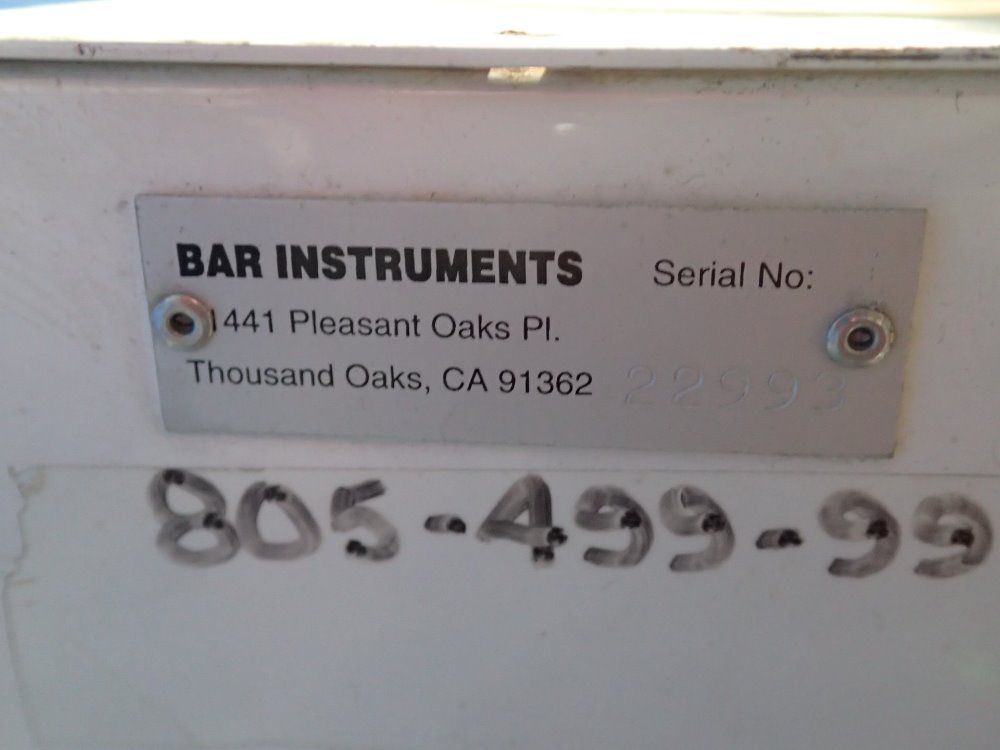 BAR INSTRUMENTS Serial No:
1441 Pleasant Oaks Pl.
Thousand Oaks, CA 91362 22993
805-499-99